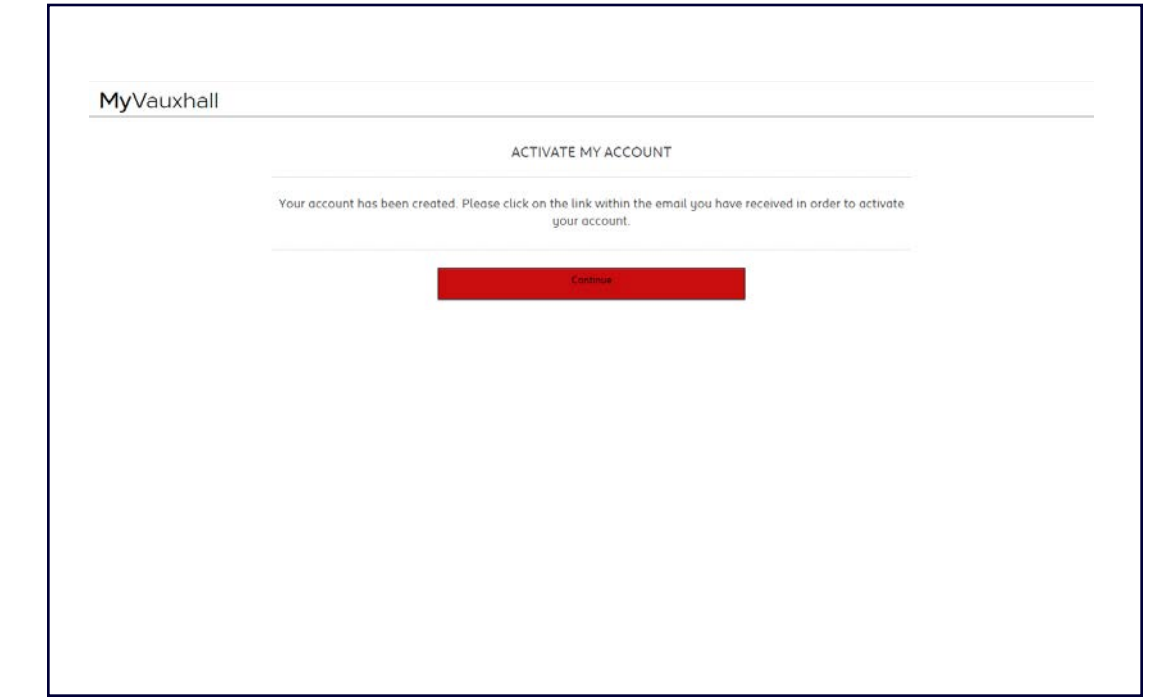 MyVauxhall
ACTIVATE MY ACCOUNT
Your account has been created. Please click on the link within the email you have received in order to activate
your account.
Continue